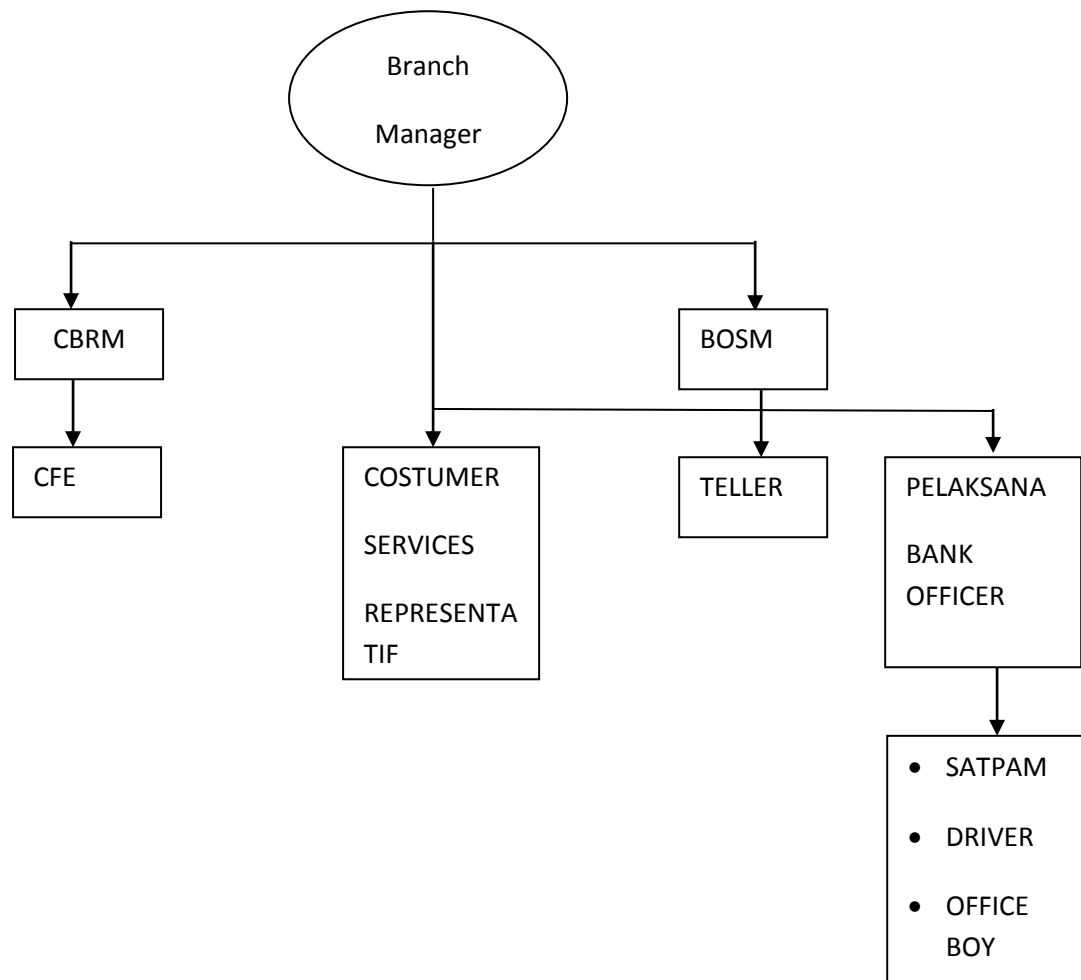 Branch
Manager
CBRM
BOSM
CFE
COSTUMER
SERVICES
REPRESENTA
TIF
TELLER
PELAKSANA
BANK
OFFICER
• SATPAM
• DRIVER
• OFFICE
BOY